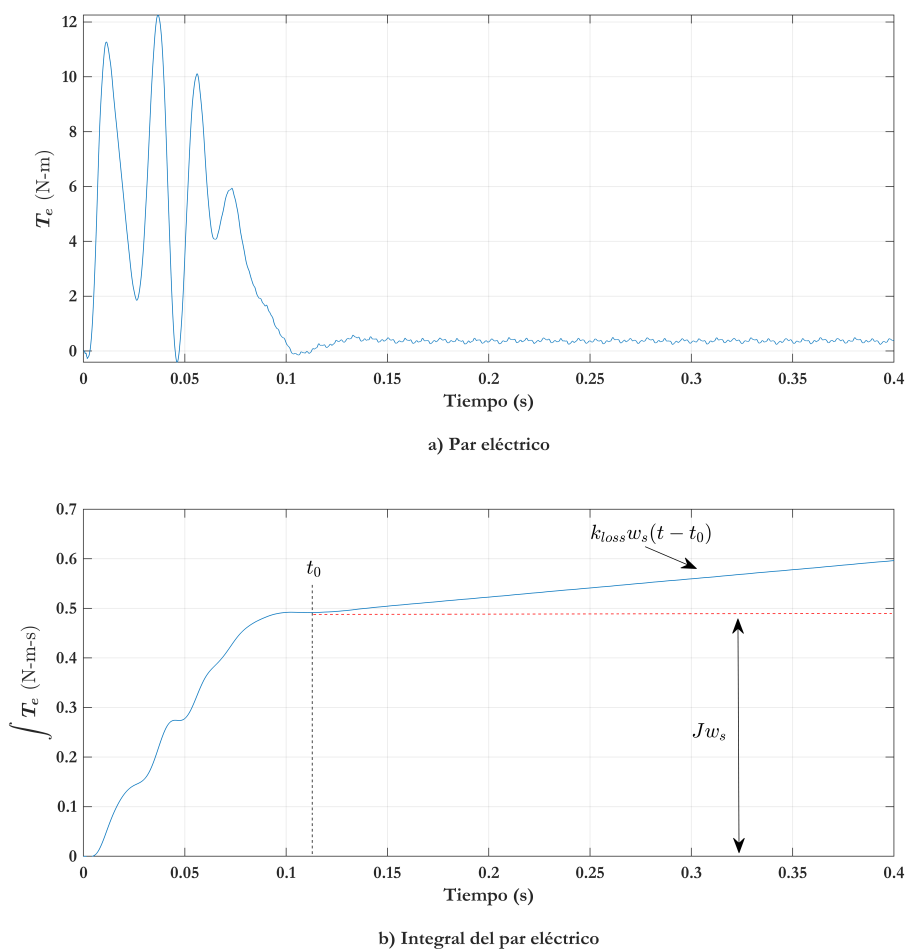 12
10
8
6
4
2
0
T_e (N-m)
0 0.05 0.1 0.15 0.2 0.25 0.3 0.35 0.4
Tiempo (s)
a) Par eléctrico
0.7
0.6
0.5
0.4
0.3
0.2
0.1
0
∫ T_e (N-m-s)
t_0
k_{loss}w_s(t − t_0)
Jw_s
0 0.05 0.1 0.15 0.2 0.25 0.3 0.35 0.4
Tiempo (s)
b) Integral del par eléctrico